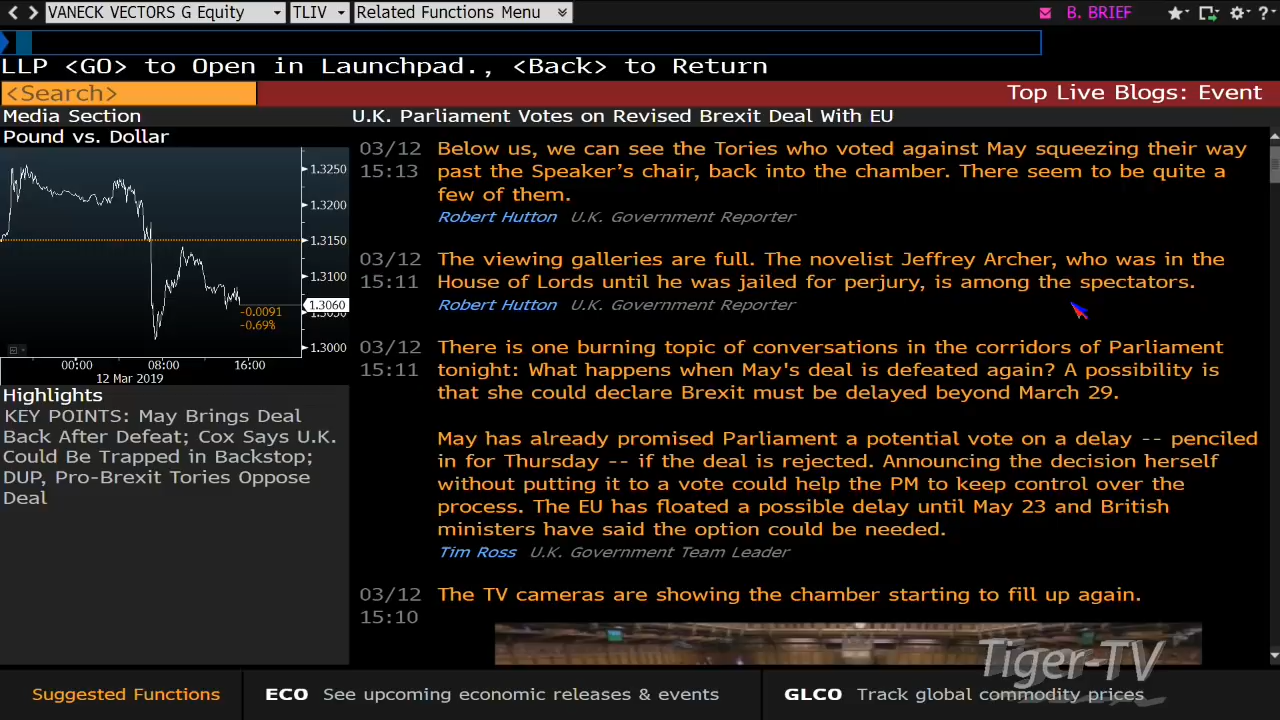 VANECK VECTORS G Equity
TLIV
Related Functions Menu
B. BRIEF
LLP <GO> to Open in Launchpad., <Back> to Return
<Search>
Top Live Blogs: Event
Media Section
U.K. Parliament Votes on Revised Brexit Deal With EU
Pound vs. Dollar
1.3250
1.3200
1.3150
1.3100
1.3060
1.3050
1.3000
-0.0091
-0.69%
00:00
08:00
16:00
12 Mar 2019
Highlights
KEY POINTS: May Brings Deal
Back After Defeat; Cox Says U.K.
Could Be Trapped in Backstop;
DUP, Pro-Brexit Tories Oppose
Deal
03/12
15:13
Below us, we can see the Tories who voted against May squeezing their way
past the Speaker's chair, back into the chamber. There seem to be quite a
few of them.
Robert Hutton U.K. Government Reporter
03/12
15:11
The viewing galleries are full. The novelist Jeffrey Archer, who was in the
House of Lords until he was jailed for perjury, is among the spectators.
Robert Hutton U.K. Government Reporter
03/12
15:11
There is one burning topic of conversations in the corridors of Parliament
tonight: What happens when May's deal is defeated again? A possibility is
that she could declare Brexit must be delayed beyond March 29.
May has already promised Parliament a potential vote on a delay -- penciled
in for Thursday -- if the deal is rejected. Announcing the decision herself
without putting it to a vote could help the PM to keep control over the
process. The EU has floated a possible delay until May 23 and British
ministers have said the option could be needed.
Tim Ross U.K. Government Team Leader
03/12
15:10
The TV cameras are showing the chamber starting to fill up again.
Tiger-TV
Suggested Functions
ECO See upcoming economic releases & events
GLCO Track global commodity prices